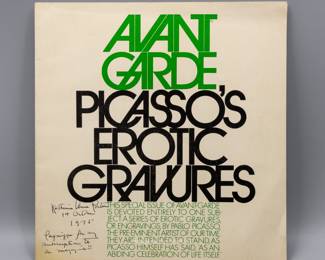 AVANT
GARDE
PICASSO'S
EROTIC
GRAVURES
THIS SPECIAL ISSUE OF AVANT-GARDE
IS DEVOTED ENTIRELY TO ONE SUB-
JECT: A SERIES OF EROTIC GRAVURES,
OR ENGRAVINGS, BY PABLO PICASSO,
THE PRE-EMINENT ARTIST OF OUR TIME.
THEY ARE INTENDED TO STAND, AS
PICASSO HIMSELF HAS SAID, AS AN
ABIDING CELEBRATION OF LIFE ITSELF.